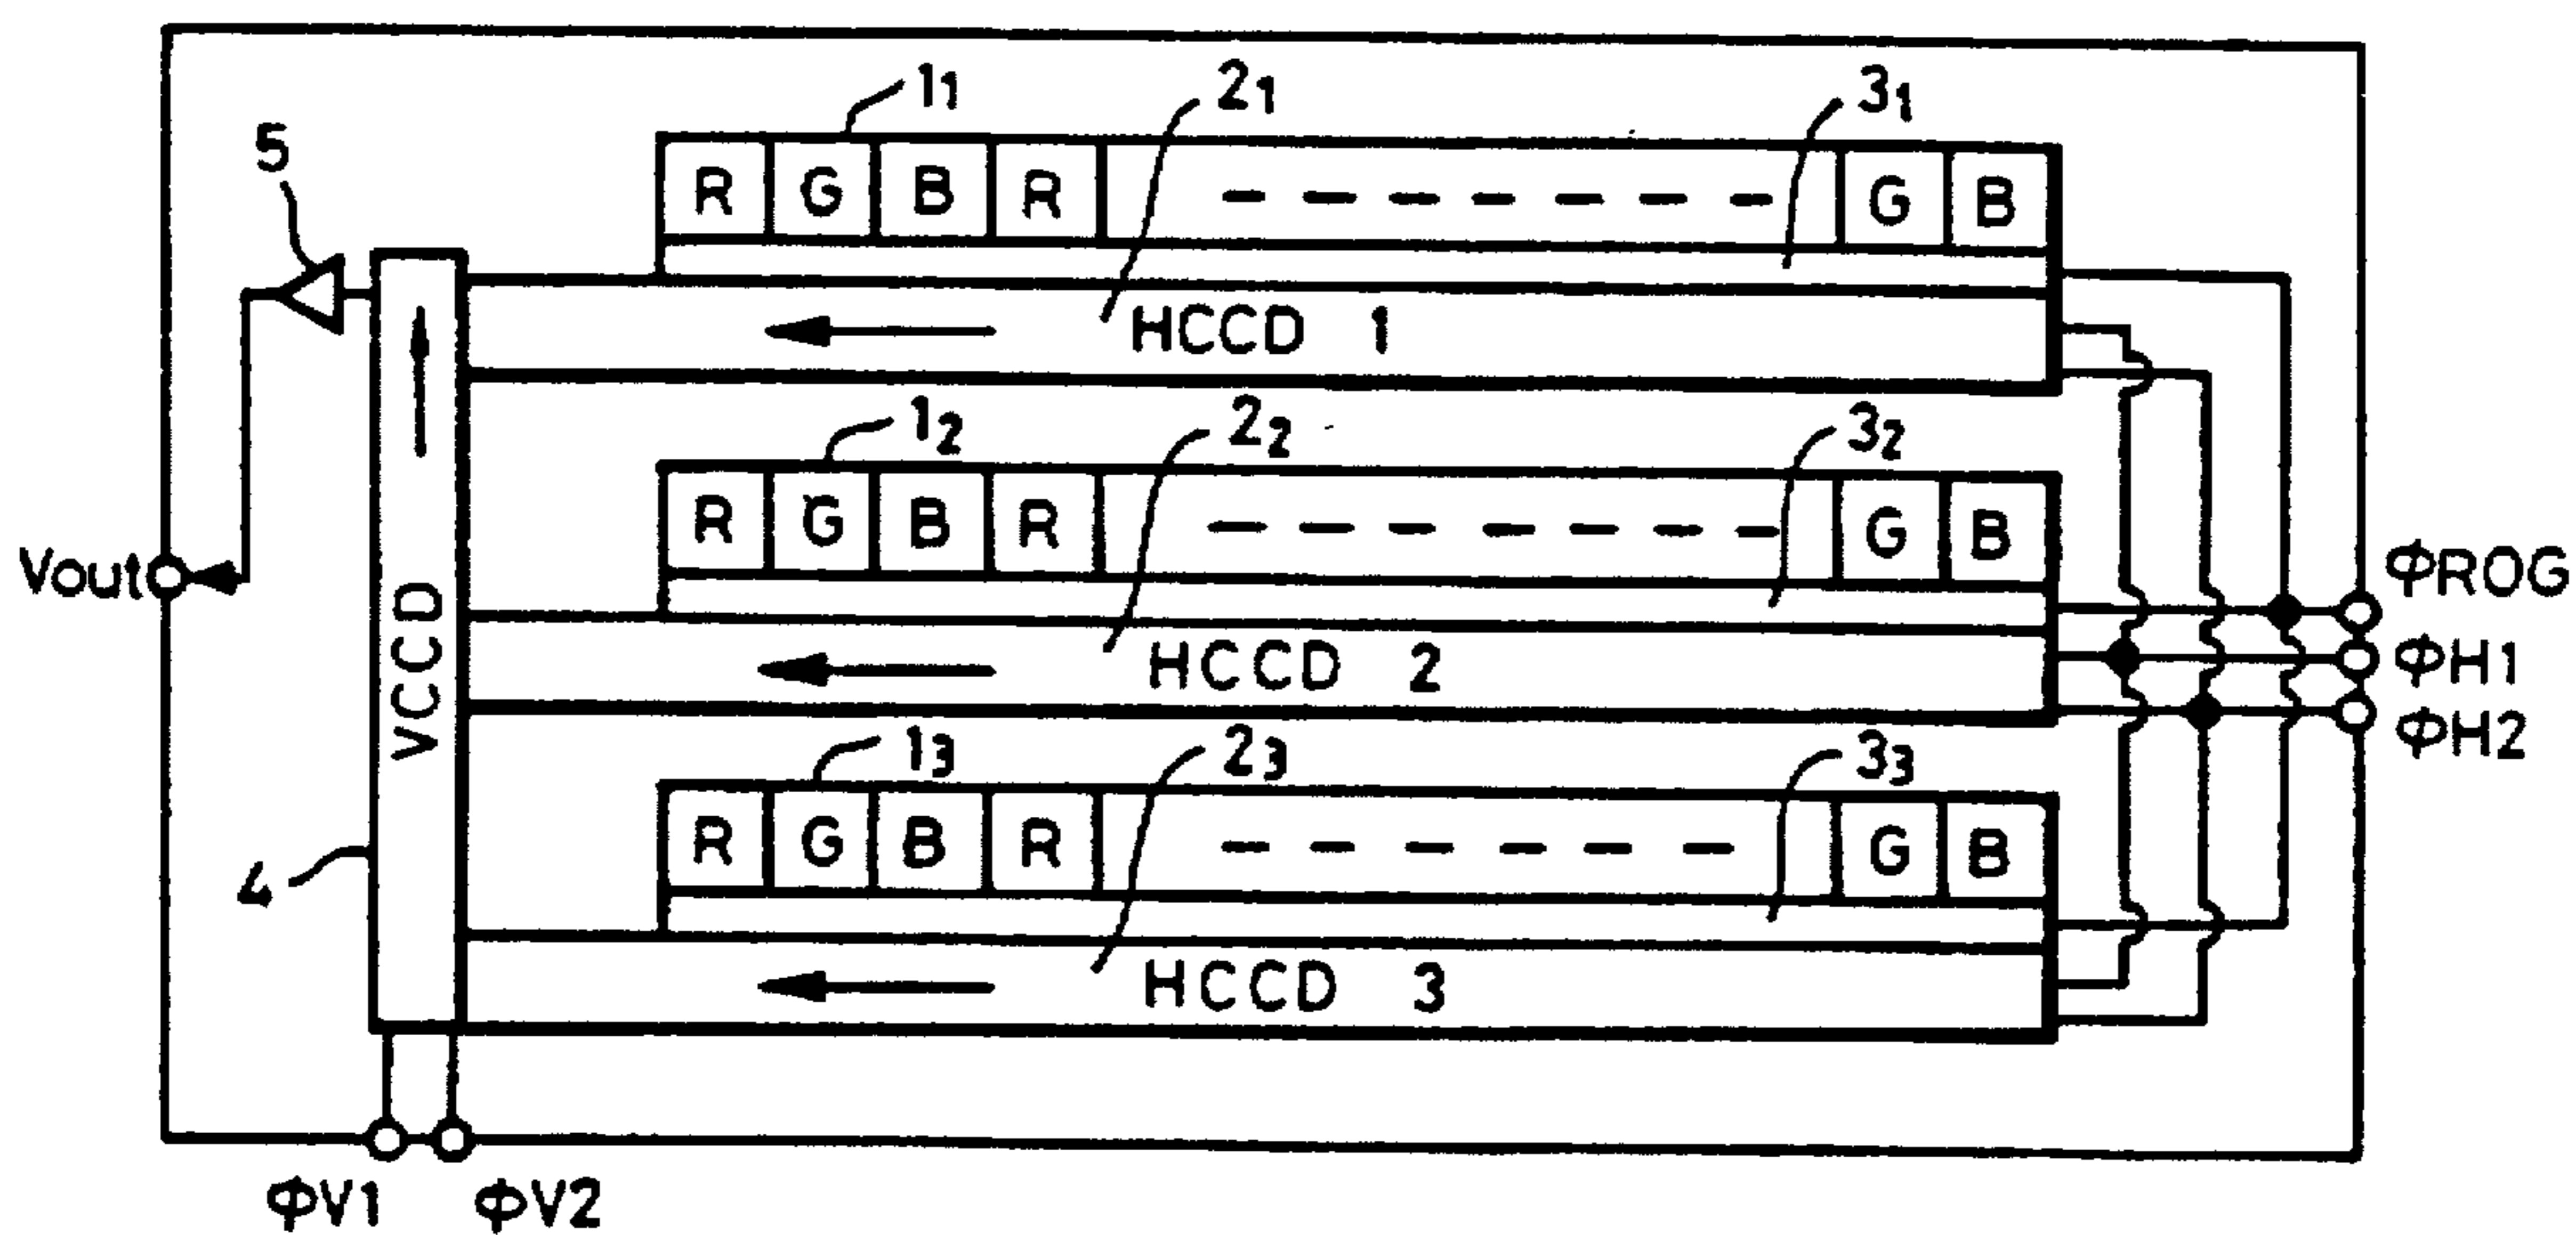 1₁ 2₁ 3₁
5
R G B R G B
HCCD 1
1₂ 2₂ 3₂
R G B R G B
Vout
VCCD
ΦROG
HCCD 2
ΦH1
ΦH2
1₃ 2₃ 3₃
R G B R G B
4
HCCD 3
ΦV1 ΦV2